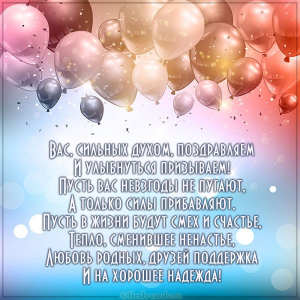 Вас, сильных духом, поздравляем
И улыбнуться призываем!
Пусть вас невзгоды не пугают,
А только силы прибавляют.
Пусть в жизни будут смех и счастье,
Тепло, сменившее ненастье,
Любовь родных, друзей поддержка
И на хорошее надежда!